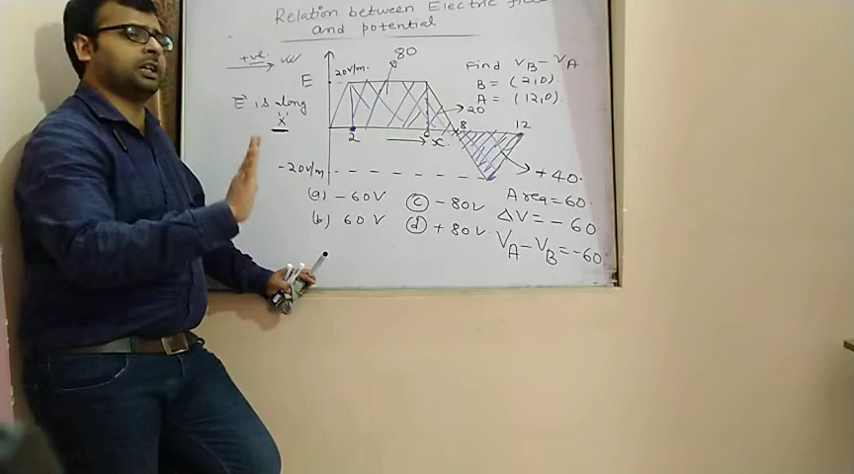 Relation between Electric
and potential
+ve
E
20v/m.
80
E is along
'X'
Find VB - VA
B = (2,0)
A = (12,0)
20
2
6
x
8
12
-20v/m
+40.
(a) -60V
(c) -80V
(b) 60V
(d) +80V
Area=60
ΔV = -60
VA-VB=-60